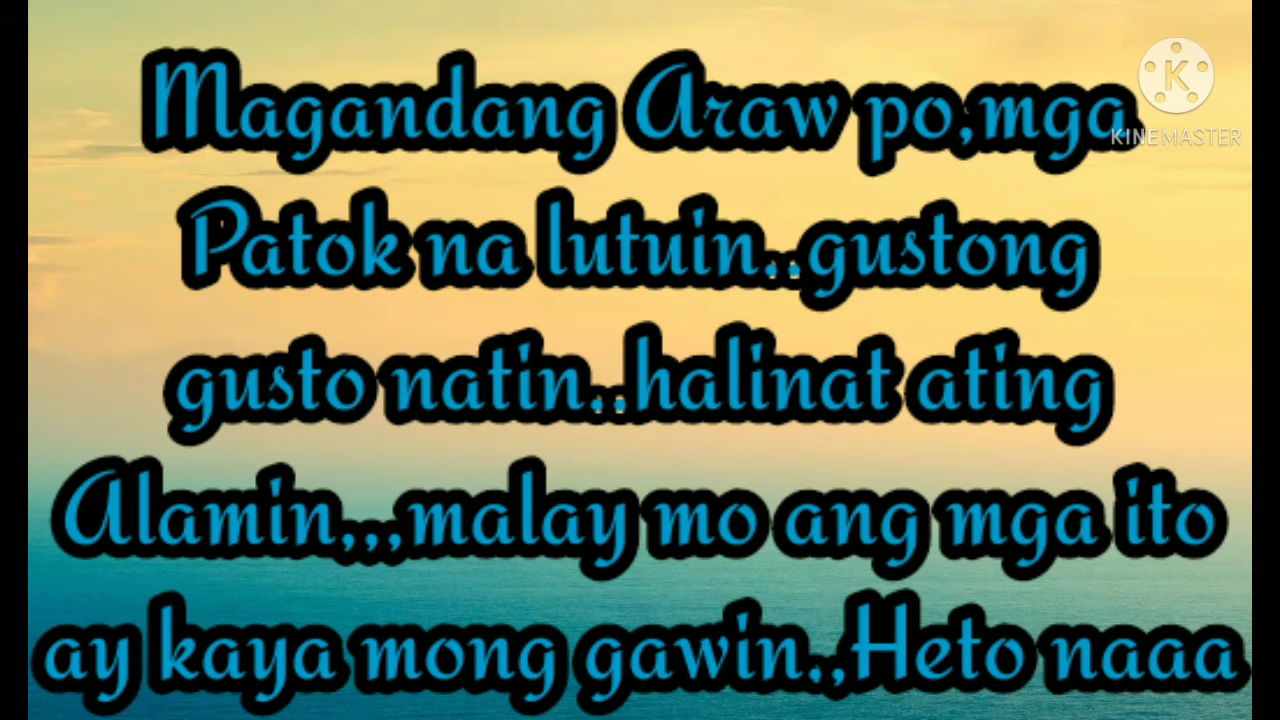 Magandang Araw po,mga
Patok na lutuin..gustong
gusto natin..halinat ating
Alamin,,,malay mo ang mga ito
ay kaya mong gawin.,Heto naaa
K
KINEMASTER